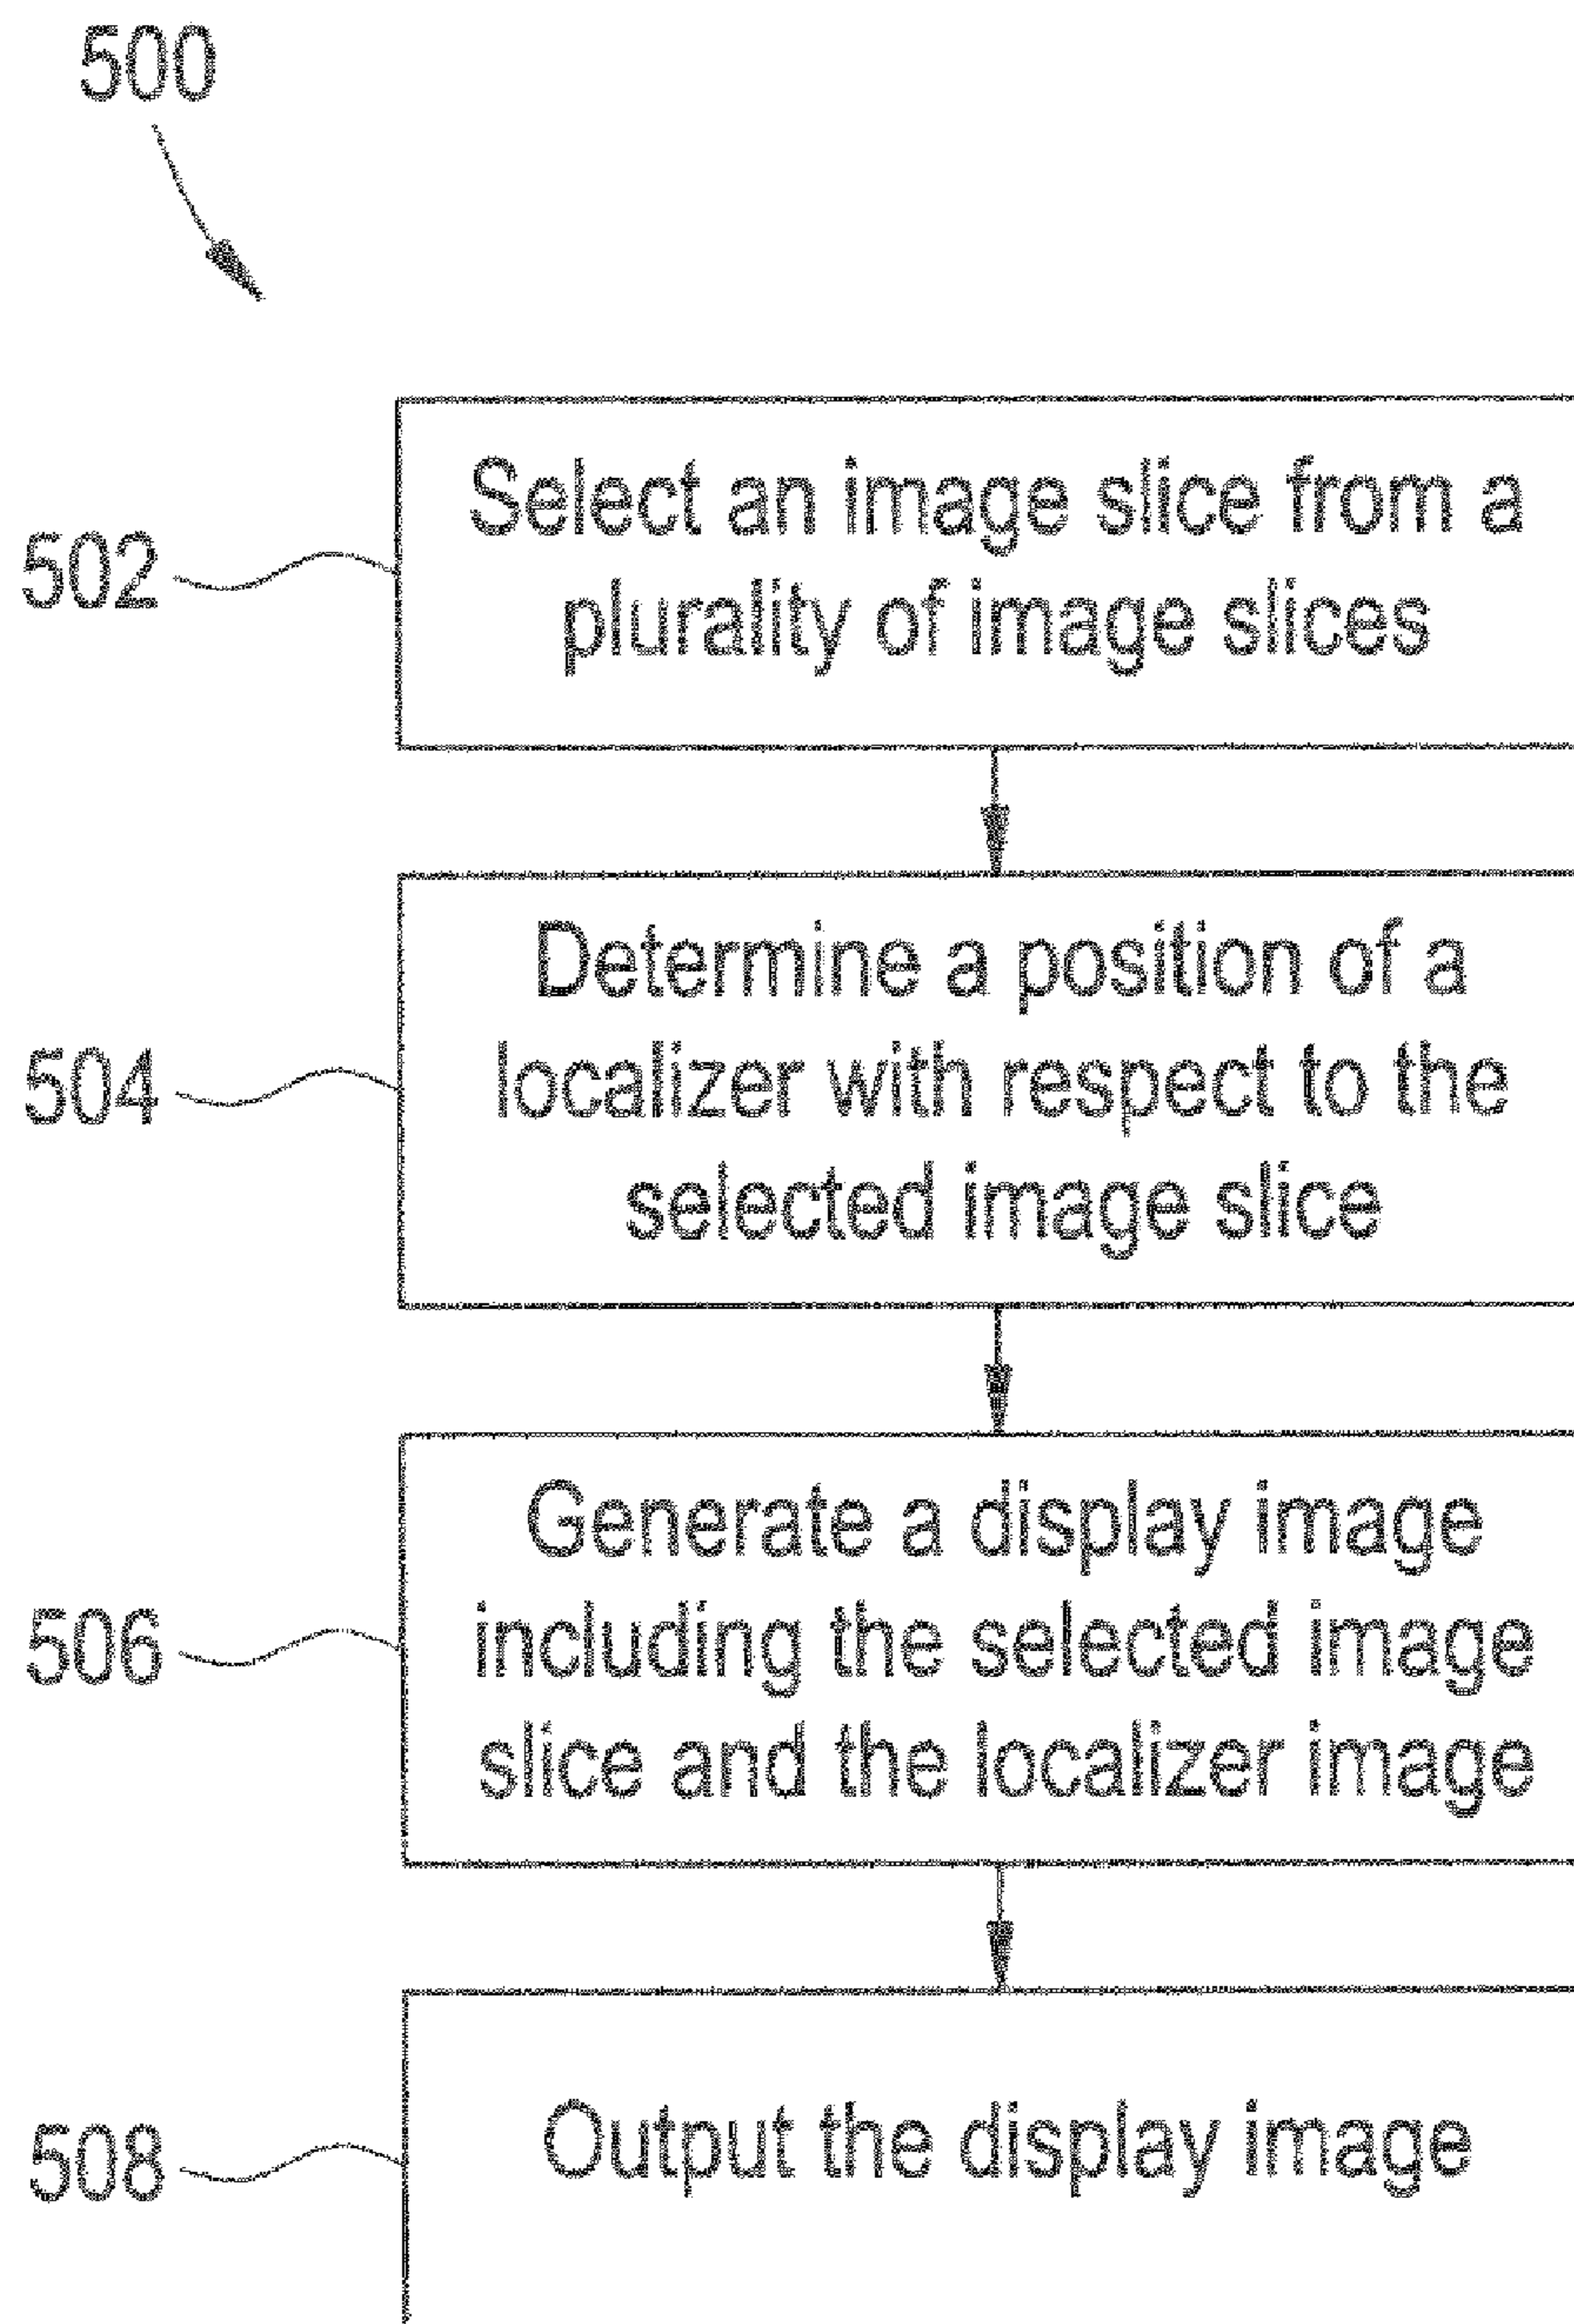 500
502
Select an image slice from a
plurality of image slices
504
Determine a position of a
localizer with respect to the
selected image slice
506
Generate a display image
including the selected image
slice and the localizer image
508
Output the display image